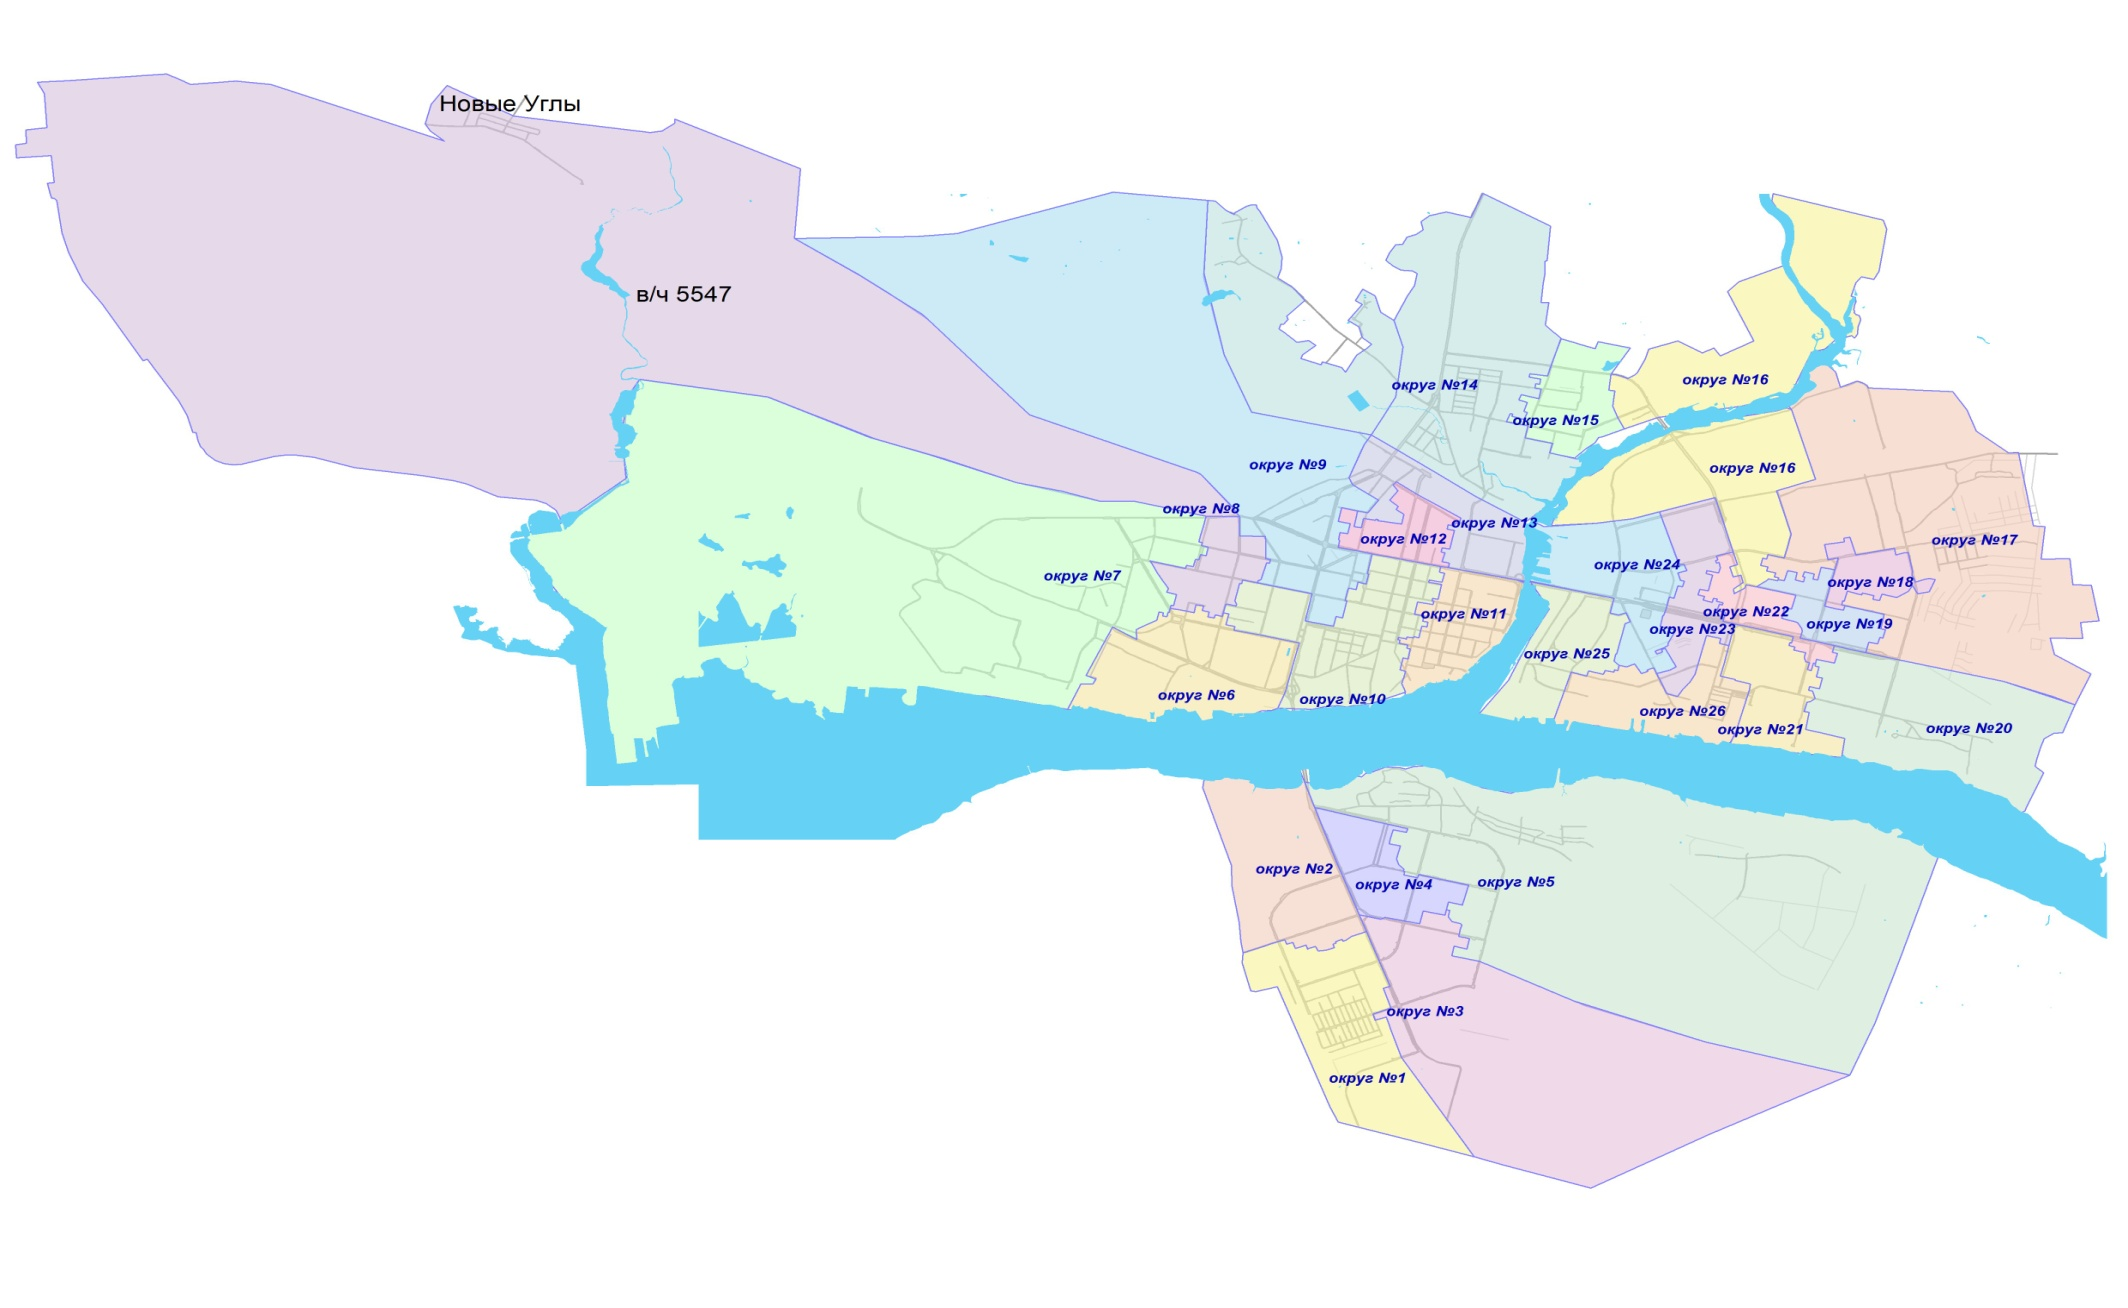 Новые Углы
в/ч 5547
округ №16
округ №14
округ №15
округ №9
округ №16
округ №8
округ №13
округ №12
округ №17
округ №24
округ №7
округ №18
округ №11
округ №22
округ №19
округ №23
округ №25
округ №6
округ №10
округ №26
округ №21
округ №20
округ №2
округ №4
округ №5
округ №3
округ №1